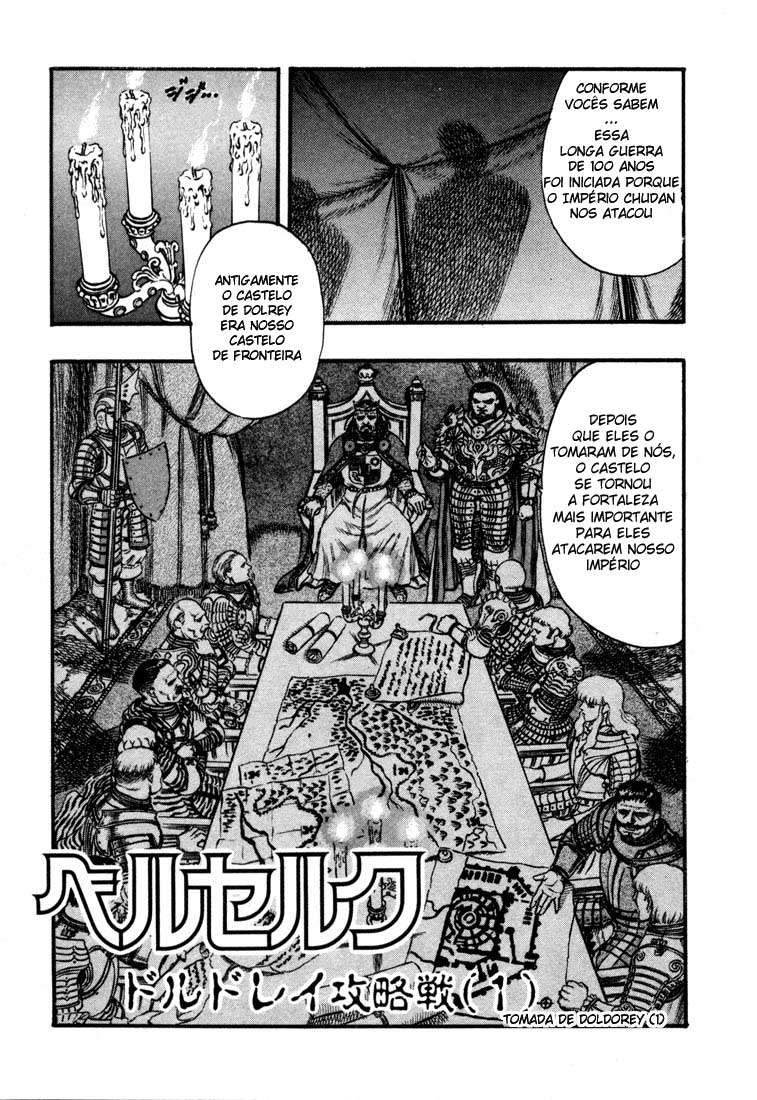 CONFORME
VOCÊS SABEM
...
ESSA
LONGA GUERRA
DE 100 ANOS
FOI INICIADA PORQUE
O IMPÉRIO CHUDAN
NOS ATACOU
ジジ...
ANTIGAMENTE
O CASTELO
DE DOLREY
ERA NOSSO
CASTELO
DE FRONTEIRA
DEPOIS
QUE ELES O
TOMARAM DE NÓS,
O CASTELO
SE TORNOU
A FORTALEZA
MAIS IMPORTANTE
PARA ELES
ATACAREM NOSSO
IMPÉRIO
ベルセルク
ドルドレイ攻略戦(1)
TOMADA DE DOLDOREY (1)